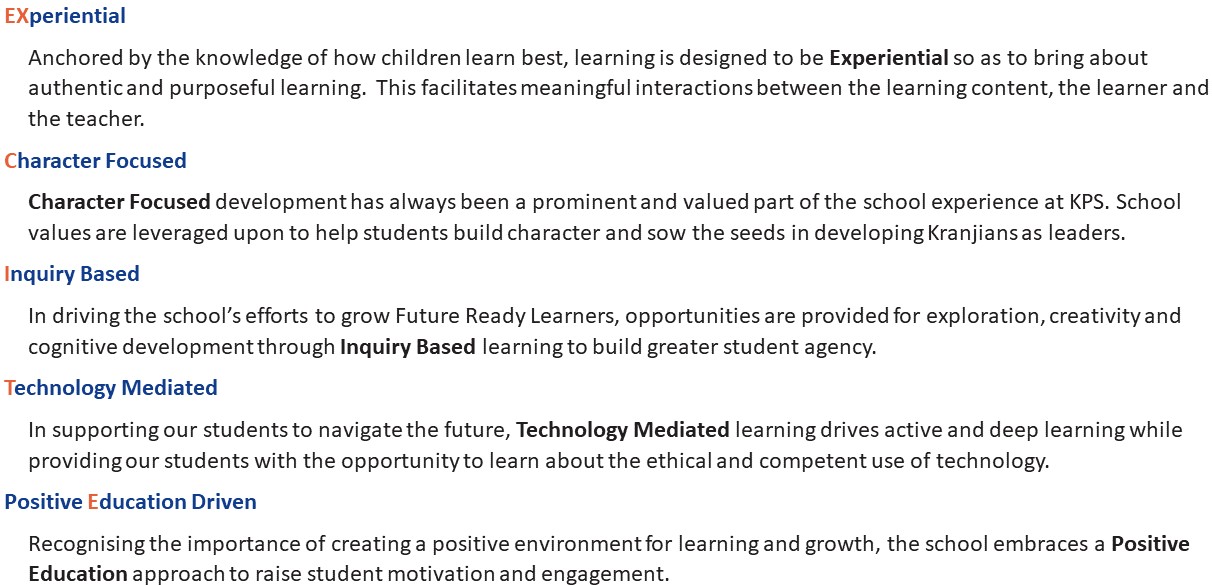 EXperiential
Anchored by the knowledge of how children learn best, learning is designed to be Experiential so as to bring about
authentic and purposeful learning.  This facilitates meaningful interactions between the learning content, the learner and
the teacher.
Character Focused
Character Focused development has always been a prominent and valued part of the school experience at KPS. School
values are leveraged upon to help students build character and sow the seeds in developing Kranjians as leaders.
Inquiry Based
In driving the school’s efforts to grow Future Ready Learners, opportunities are provided for exploration, creativity and
cognitive development through Inquiry Based learning to build greater student agency.
Technology Mediated
In supporting our students to navigate the future, Technology Mediated learning drives active and deep learning while
providing our students with the opportunity to learn about the ethical and competent use of technology.
Positive Education Driven
Recognising the importance of creating a positive environment for learning and growth, the school embraces a Positive
Education approach to raise student motivation and engagement.